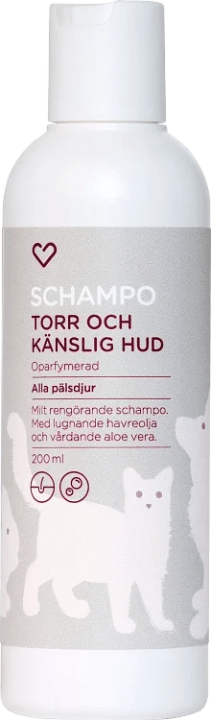 SCHAMPO
TORR OCH
KÄNSLIG HUD
Oparfymerad
Alla pälsdjur
Milt rengörande schampo.
Med lugnande havreolja
och vårdande aloe vera.
200 ml